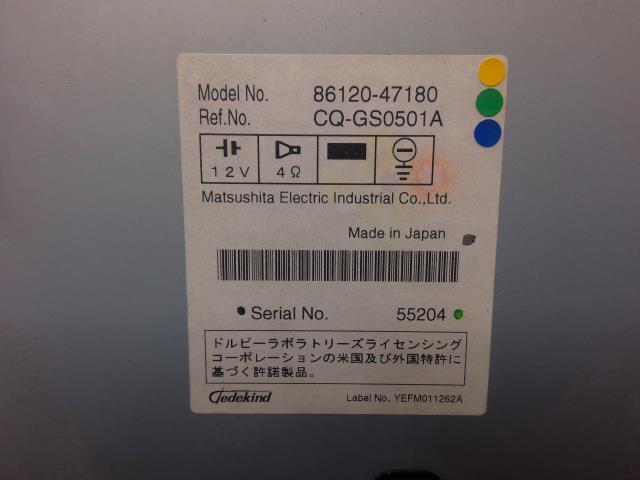 Model No. 86120-47180
Ref.No. CQ-GS0501A
12V 4Ω
Matsushita Electric Industrial Co.,Ltd.
Made in Japan
Serial No. 55204
ドルビーラボラトリーズライセンシング
コーポレーションの米国及び外国特許に
基づく許諾製品。
Gedekind Label No. YEFM011262A